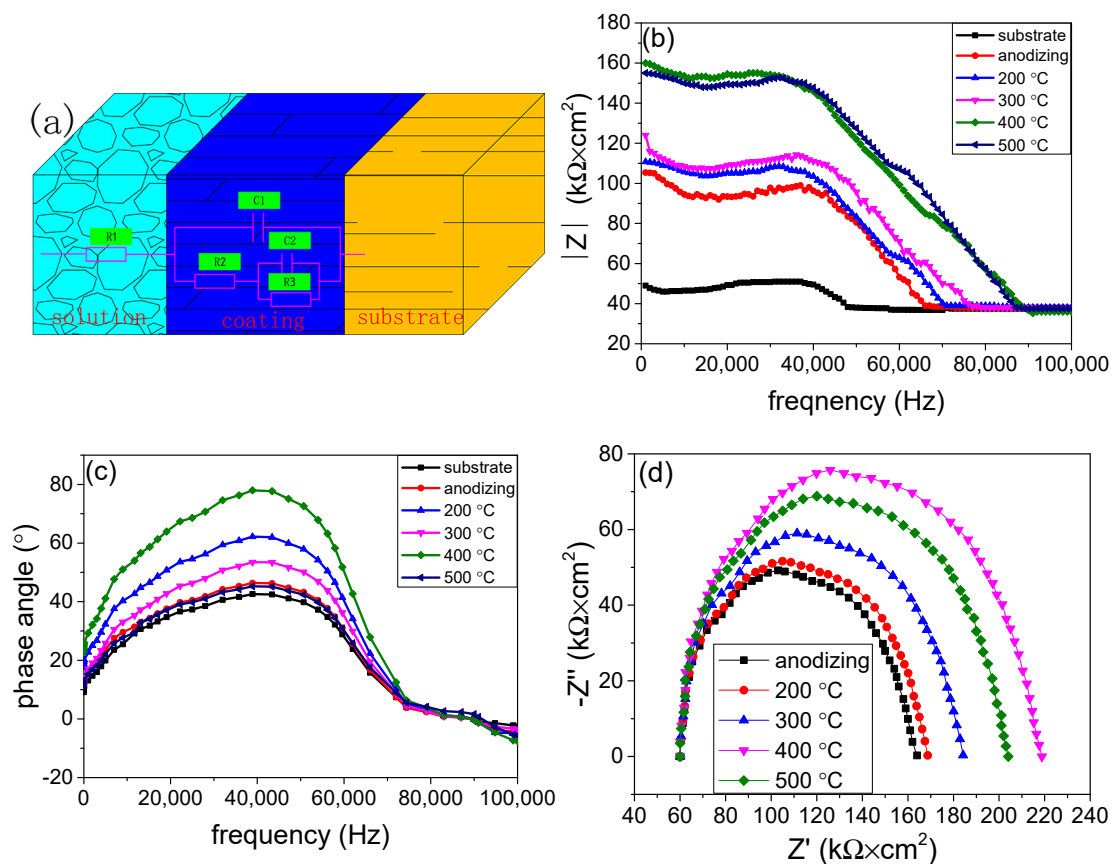 (a)
C1
C2
R1
R2
R3
solution
coating
substrate
(b)
substrate
anodizing
200 °C
300 °C
400 °C
500 °C
|Z| (kΩ×cm²)
180
160
140
120
100
80
60
40
20
0
20,000
40,000
60,000
80,000
100,000
freqnency (Hz)
(c)
substrate
anodizing
200 °C
300 °C
400 °C
500 °C
phase angle (°)
80
60
40
20
0
-20
0
20,000
40,000
60,000
80,000
100,000
frequency (Hz)
(d)
-Z'' (kΩ×cm²)
80
60
40
20
0
anodizing
200 °C
300 °C
400 °C
500 °C
60
80
100
120
140
160
180
200
220
240
Z' (kΩ×cm²)